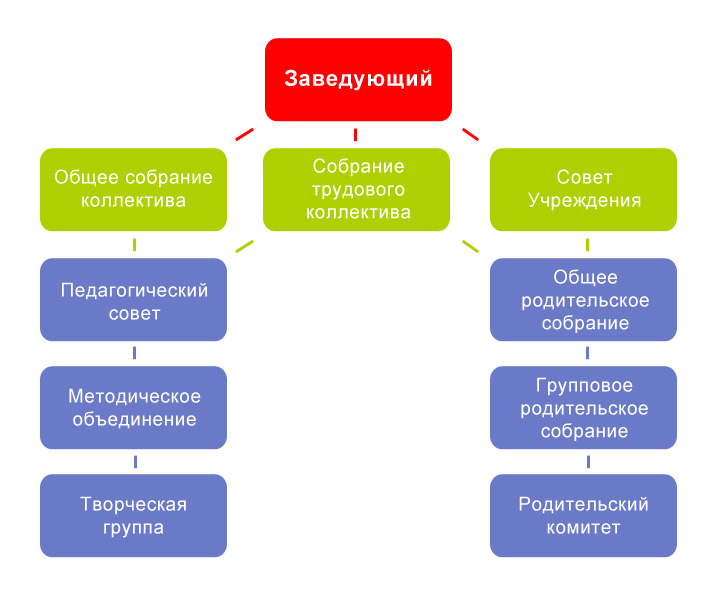 Заведующий
Общее собрание
коллектива
Собрание
трудового
коллектива
Совет
Учреждения
Педагогический
совет
Общее
родительское
собрание
Методическое
объединение
Групповое
родительское
собрание
Творческая
группа
Родительский
комитет